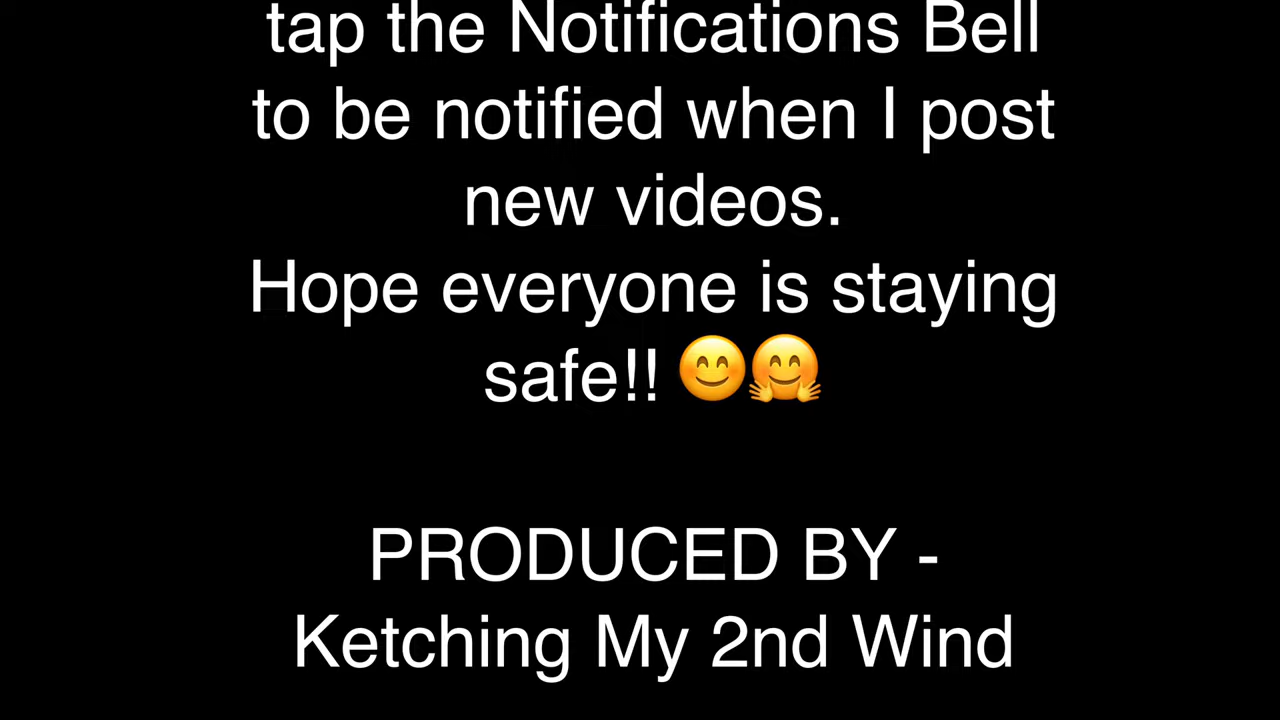 tap the Notifications Bell
to be notified when I post
new videos.
Hope everyone is staying
safe!! 😊🤗
PRODUCED BY -
Ketching My 2nd Wind